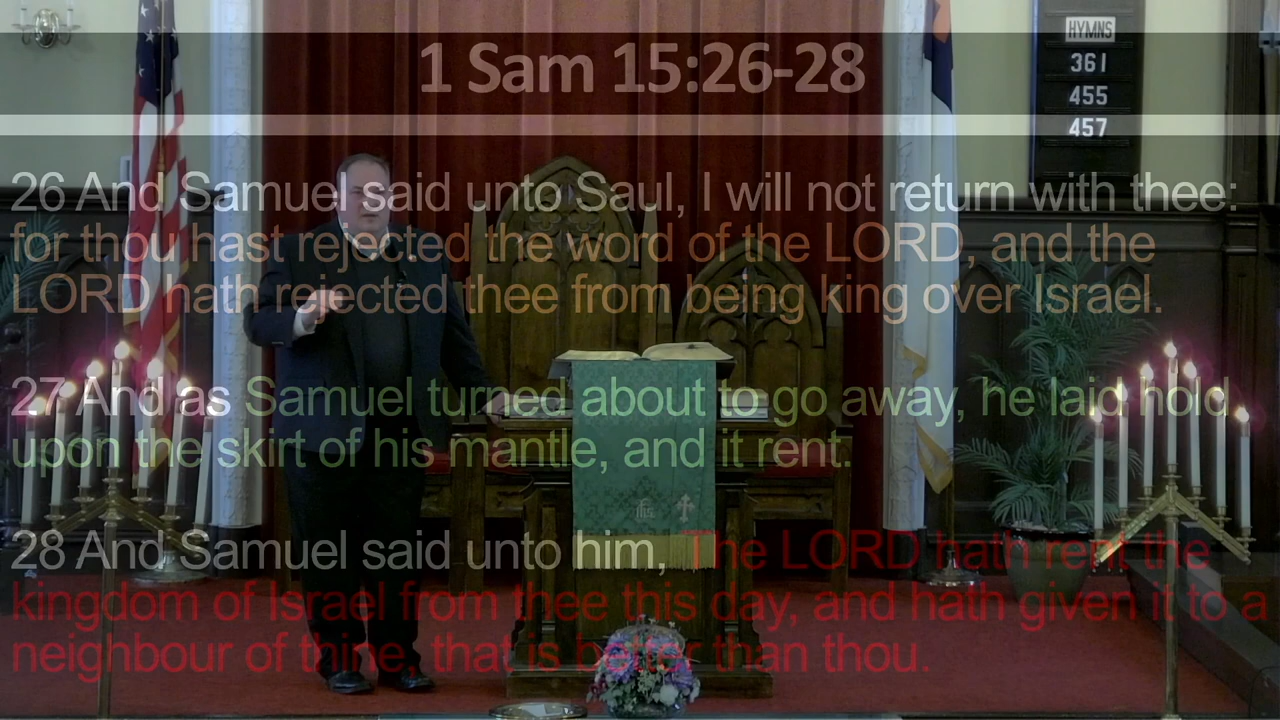 HYMNS
361
455
457
1 Sam 15:26-28
26 And Samuel said unto Saul, I will not return with thee:
for thou hast rejected the word of the LORD, and the
LORD hath rejected thee from being king over Israel.
27 And as Samuel turned about to go away, he laid hold
upon the skirt of his mantle, and it rent.
28 And Samuel said unto him, The LORD hath rent the
kingdom of Israel from thee this day, and hath given it to a
neighbour of thine, that is better than thou.
ihs